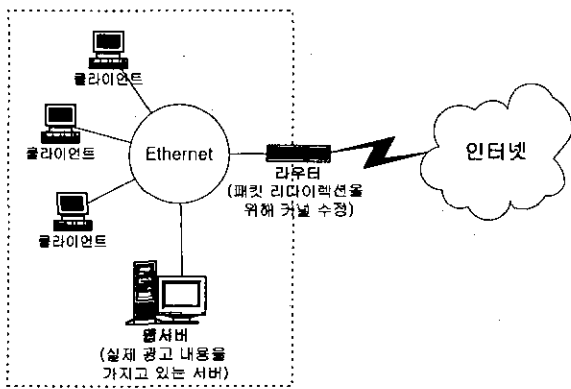 클라이언트
클라이언트
클라이언트
Ethernet
라우터
(패킷 리다이렉션을
위해 커널 수정)
인터넷
웹서버
(실제 광고 내용을
가지고 있는 서버)